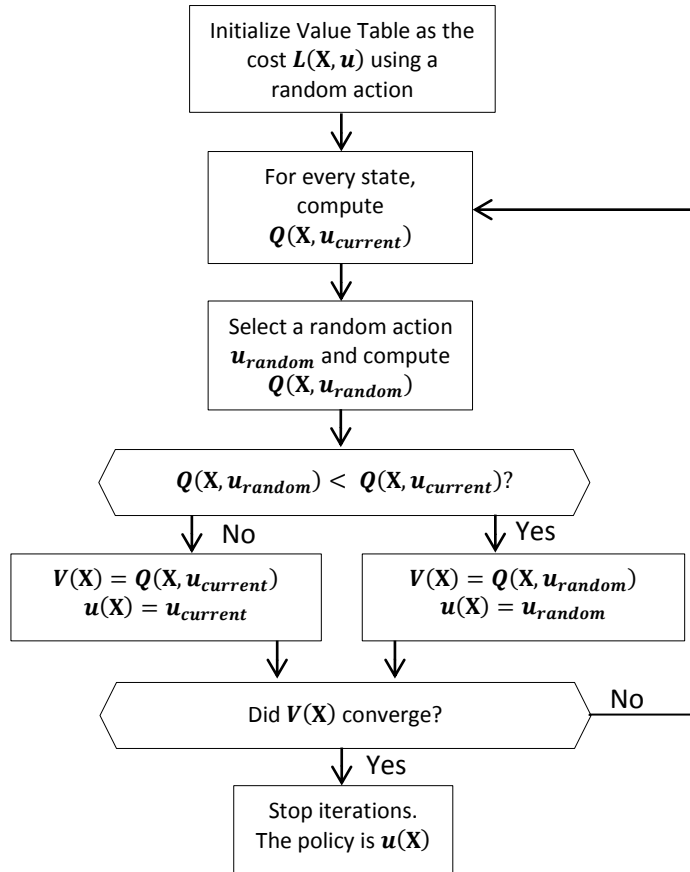 Initialize Value Table as the
cost L(X, u) using a
random action
For every state,
compute
Q(X, u_current)
Select a random action
u_random and compute
Q(X, u_random)
Q(X, u_random) < Q(X, u_current)?
No
Yes
V(X) = Q(X, u_current)
u(X) = u_current
V(X) = Q(X, u_random)
u(X) = u_random
Did V(X) converge?
No
Yes
Stop iterations.
The policy is u(X)